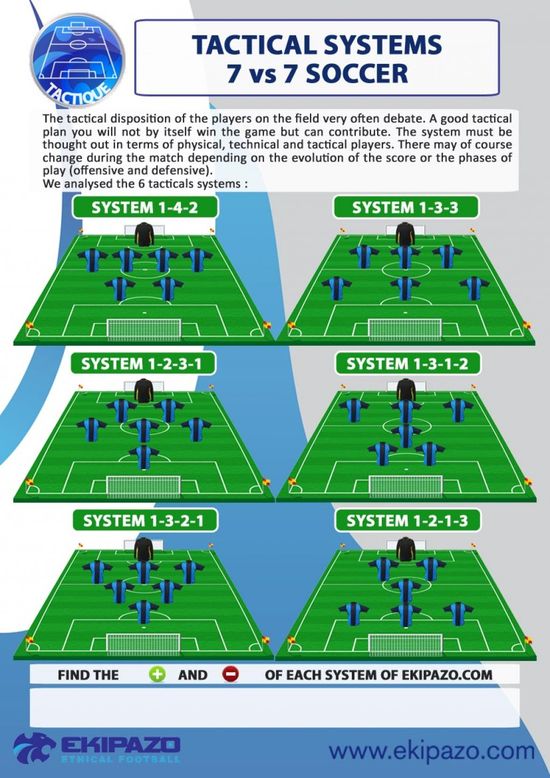 TACTIQUE
TACTICAL SYSTEMS
7 vs 7 SOCCER
The tactical disposition of the players on the field very often debate. A good tactical
plan you will not by itself win the game but can contribute. The system must be
thought out in terms of physical, technical and tactical players. There may of course
change during the match depending on the evolution of the score or the phases of
play (offensive and defensive).
We analysed the 6 tacticals systems :
SYSTEM 1-4-2
SYSTEM 1-3-3
SYSTEM 1-2-3-1
SYSTEM 1-3-1-2
SYSTEM 1-3-2-1
SYSTEM 1-2-1-3
FIND THE + AND - OF EACH SYSTEM OF EKIPAZO.COM
EKIPAZO
ETHICAL FOOTBALL
www.ekipazo.com